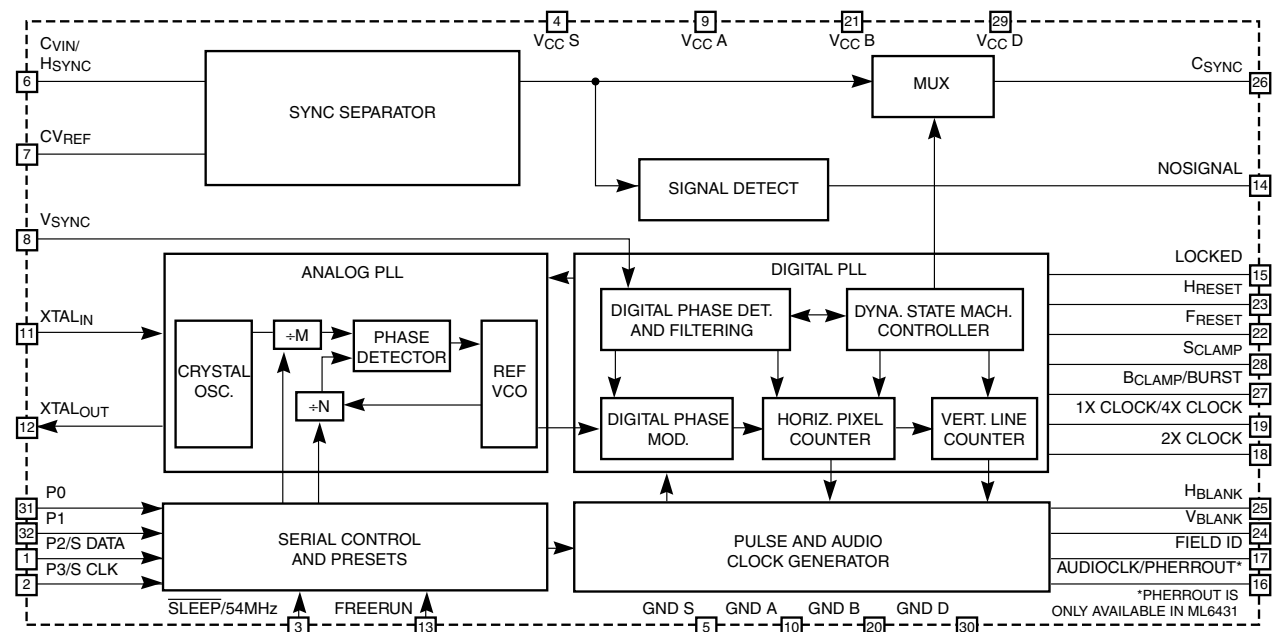 4
9
21
29
VCC S
VCC A
VCC B
VCC D
CVIN/
HSYNC
6
SYNC SEPARATOR
MUX
CSYNC
26
CVREF
7
SIGNAL DETECT
NOSIGNAL
14
VSYNC
8
ANALOG PLL
DIGITAL PLL
LOCKED
15
HRESET
23
FRESET
22
SCLAMP
28
BCLAMP/BURST
27
1X CLOCK/4X CLOCK
19
2X CLOCK
18
XTALIN
11
XTALOUT
12
CRYSTAL
OSC.
÷M
÷N
PHASE
DETECTOR
REF
VCO
DIGITAL PHASE DET.
AND FILTERING
DYNA. STATE MACH.
CONTROLLER
DIGITAL PHASE
MOD.
HORIZ. PIXEL
COUNTER
VERT. LINE
COUNTER
P0
31
P1
32
P2/S DATA
1
P3/S CLK
2
SERIAL CONTROL
AND PRESETS
PULSE AND AUDIO
CLOCK GENERATOR
HBLANK
25
VBLANK
24
FIELD ID
17
AUDIOCLK/PHERROUT*
16
*PHERROUT IS
ONLY AVAILABLE IN ML6431
SLEEP/54MHz
FREERUN
GND S
GND A
GND B
GND D
3
13
5
10
20
30